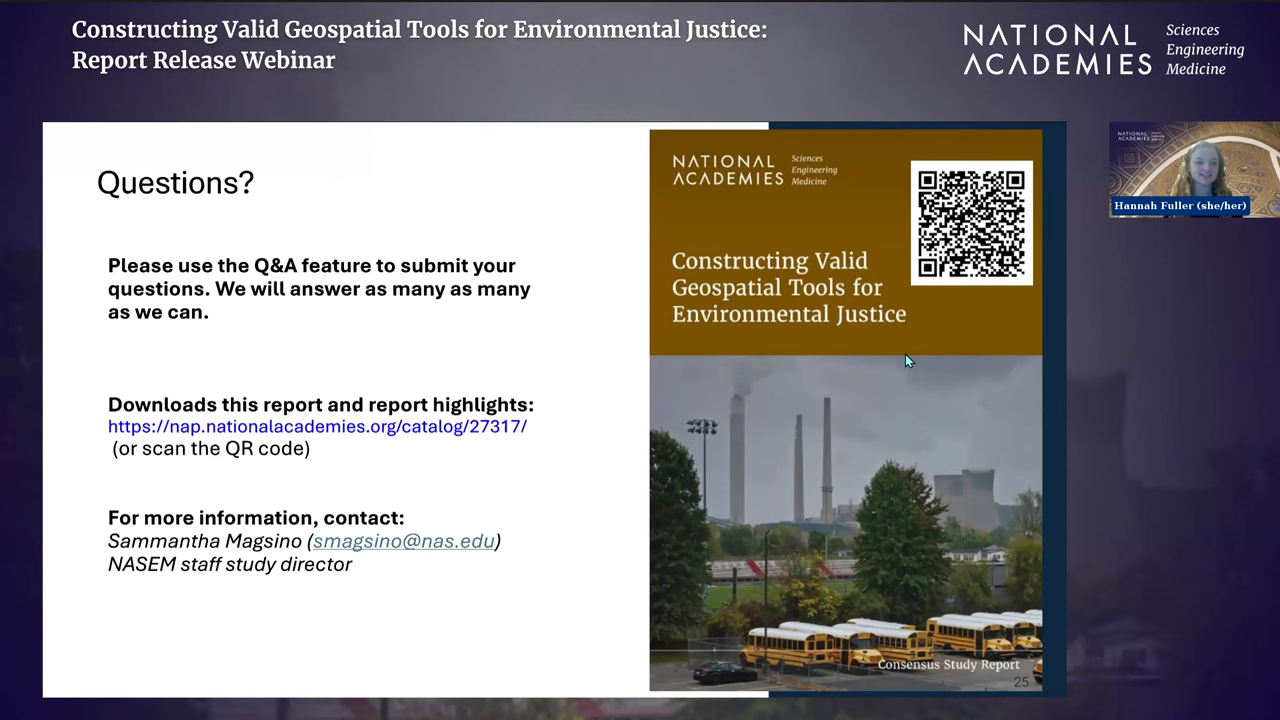 Constructing Valid Geospatial Tools for Environmental Justice:
Report Release Webinar
NATIONAL
ACADEMIES
Sciences
Engineering
Medicine
Questions?
Please use the Q&A feature to submit your
questions. We will answer as many as many
as we can.
Downloads this report and report highlights:
https://nap.nationalacademies.org/catalog/27317/
(or scan the QR code)
For more information, contact:
Sammantha Magsino (smagsino@nas.edu)
NASEM staff study director
NATIONAL
ACADEMIES
Sciences
Engineering
Medicine
Constructing Valid
Geospatial Tools for
Environmental Justice
Consensus Study Report
25
NATIONAL
ACADEMIES
Hannah Fuller (she/her)